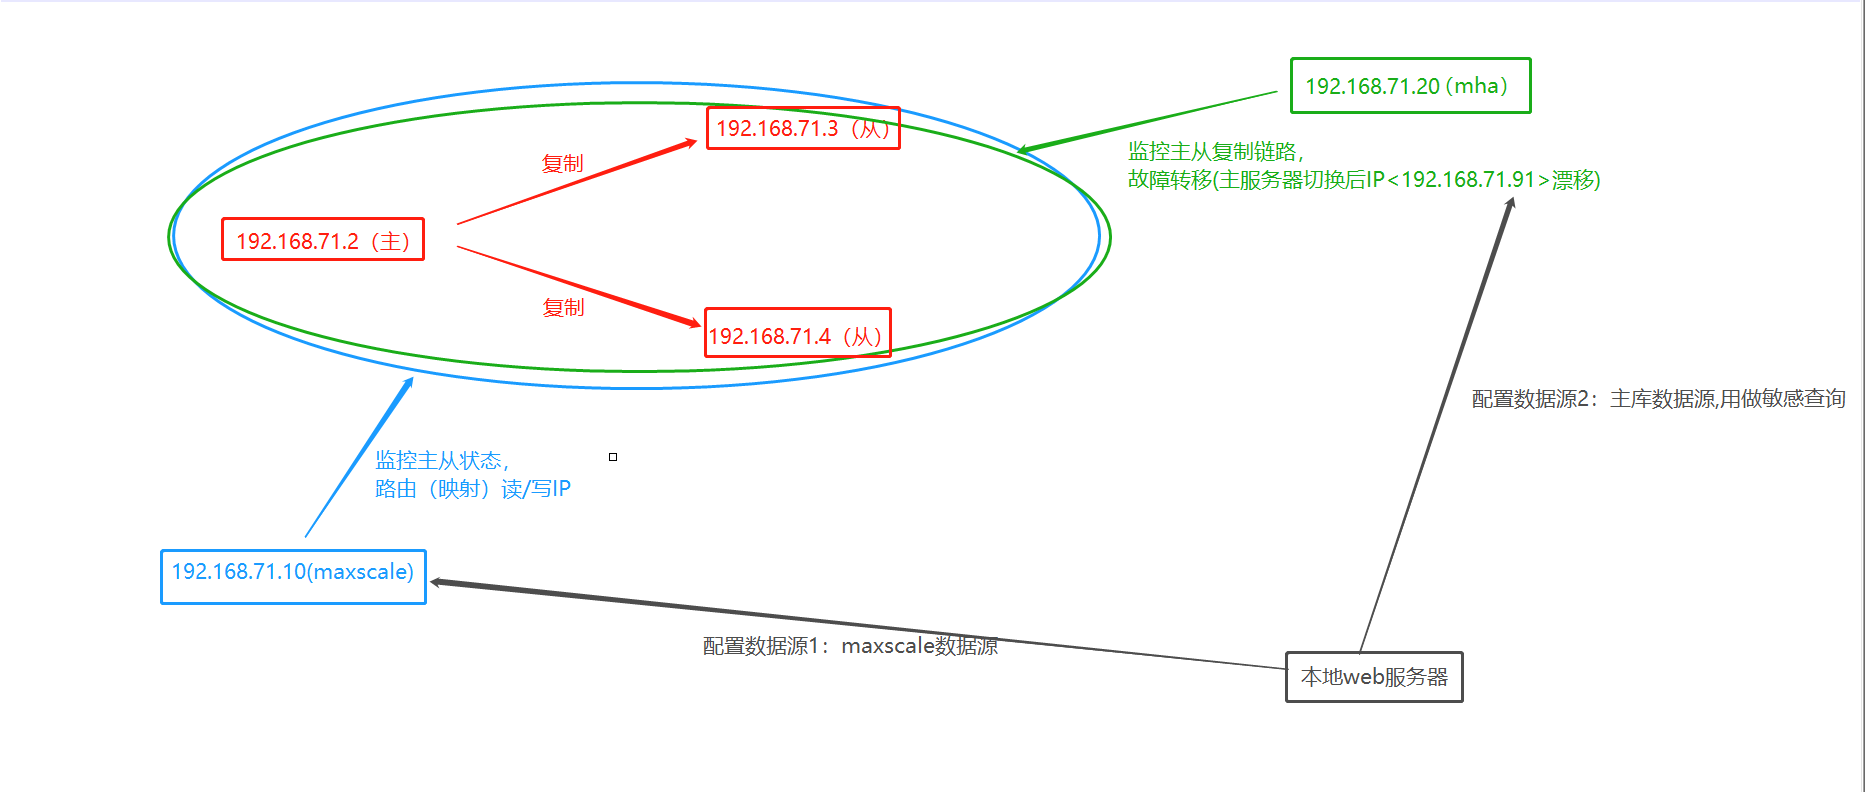 192.168.71.20（mha）
192.168.71.3（从）
复制
监控主从复制链路，
故障转移(主服务器切换后IP<192.168.71.91>漂移)
192.168.71.2（主）
复制
192.168.71.4（从）
配置数据源2：主库数据源,用做敏感查询
监控主从状态，
路由（映射）读/写IP
192.168.71.10(maxscale)
配置数据源1：maxscale数据源
本地web服务器